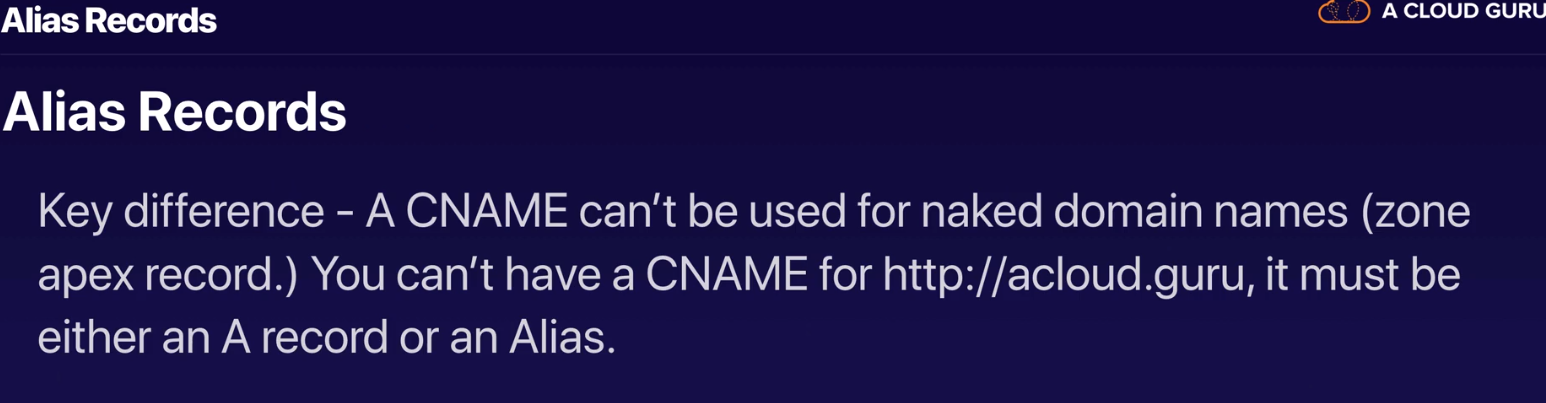 Alias Records
A CLOUD GURU
Alias Records
Key difference - A CNAME can't be used for naked domain names (zone
apex record.) You can't have a CNAME for http://acloud.guru, it must be
either an A record or an Alias.